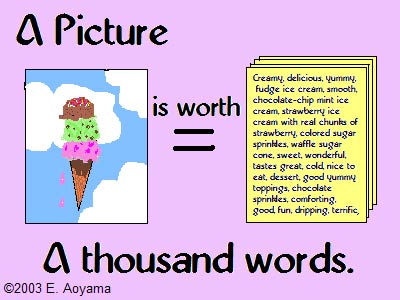 A Picture
is worth
=
Creamy, delicious, yummy,
fudge ice cream, smooth,
chocolate-chip mint ice
cream, strawberry ice
cream with real chunks of
strawberry, colored sugar
sprinkles, waffle sugar
cone, sweet, wonderful,
tastes great, cold, nice to
eat, dessert, good yummy
toppings, chocolate
sprinkles, comforting,
good, fun, dripping, terrific,
A thousand words.
©2003 E. Aoyama